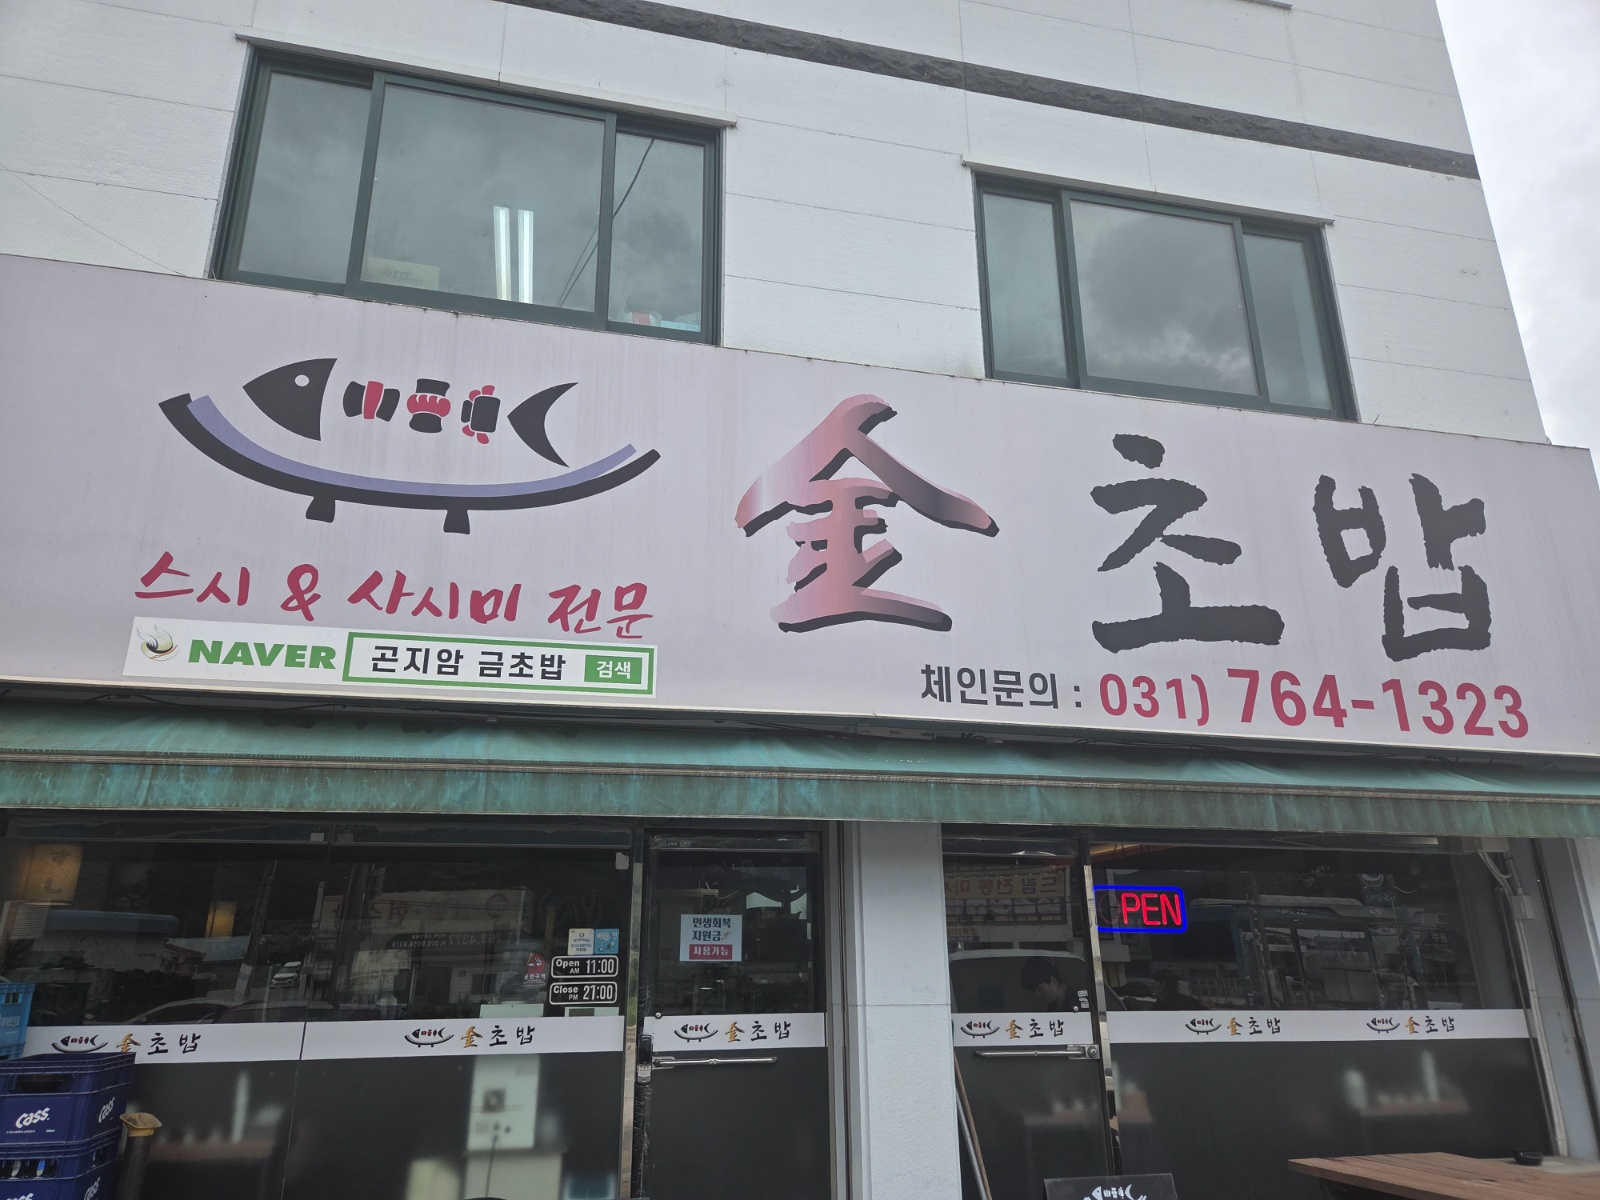 金 초밥
스시 & 사시미 전문
NAVER 곤지암 금초밥 검색
체인문의 : 031) 764-1323
민생회복
지원금
사용가능
Open AM 11:00
Close PM 21:00
PEN
金초밥
金초밥
金초밥
金초밥
金초밥
金초밥
Cass
Cass